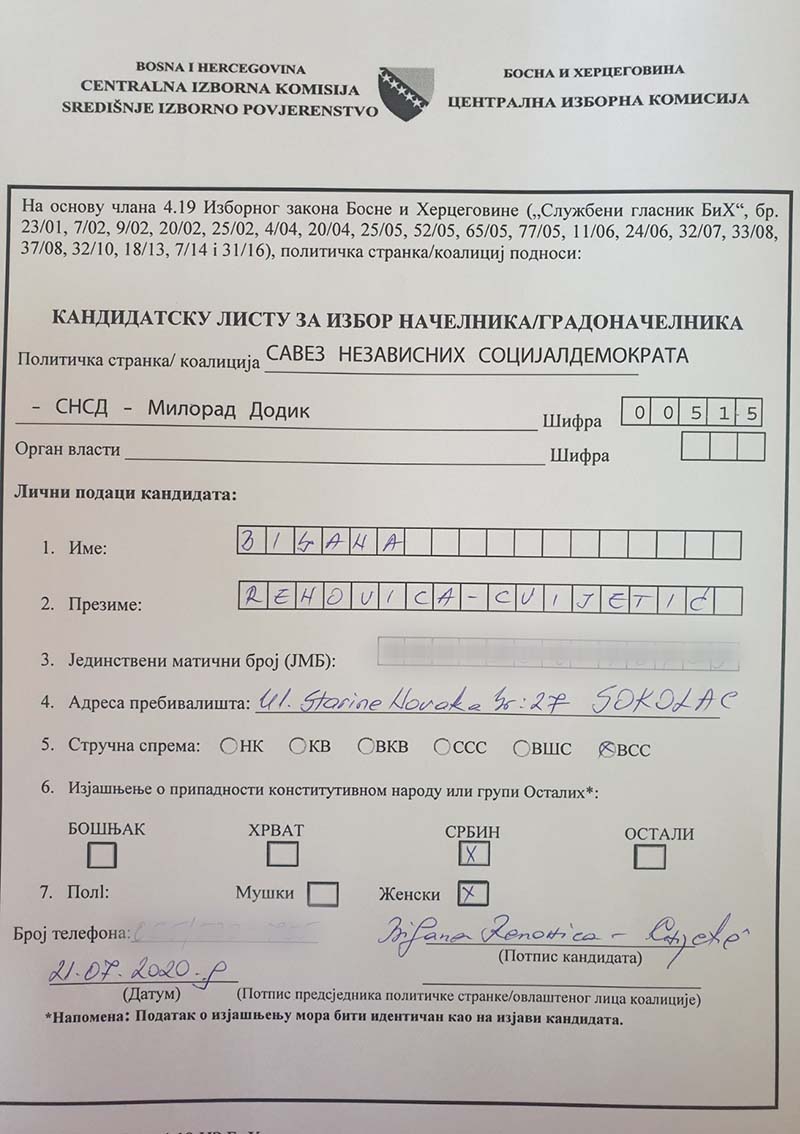 BOSNA I HERCEGOVINA
CENTRALNA IZBORNA KOMISIJA
SREDIŠNJE IZBORNO POVJERENSTVO
БОСНА И ХЕРЦЕГОВИНА
ЦЕНТРАЛНА ИЗБОРНА КОМИСИЈА
На основу члана 4.19 Изборног закона Босне и Херцеговине („Службени гласник БиХ“, бр.
23/01, 7/02, 9/02, 20/02, 25/02, 4/04, 20/04, 25/05, 52/05, 65/05, 77/05, 11/06, 24/06, 32/07, 33/08,
37/08, 32/10, 18/13, 7/14 і 31/16), политичка странка/коалициј подноси:
КАНДИДАТСКУ ЛИСТУ ЗА ИЗБОР НАЧЕЛНИКА/ГРАДОНАЧЕЛНИКА
Политичка странка/ коалиција САВЕЗ НЕЗАВИСНИХ СОЦИЈАЛДЕМОКРАТА
- СНСД - Милорад Додик Шифра 00515
Орган власти Шифра
Лични подаци кандидата:
1. Име: BIЉANA
2. Презиме: RENOVICA-CVIJETIĆ
3. Јединствени матични број (ЈМБ):
4. Адреса пребивалишта: Ul. Starine Novaka br:27 SOKOLAC
5. Стручна спрема: НК КВ ВКВ ССС ВШС ВСС
6. Изјашњење о припадности конститутивном народу или групи Осталих*:
БОШЊАК ХРВАТ СРБИН ОСТАЛИ
X
7. Пол1: Мушки Женски X
Број телефона:
(Потпис кандидата)
21.07.2020.g
(Датум) (Потпис предсједника политичке странке/овлаштеног лица коалиције)
*Напомена: Податак о изјашњењу мора бити идентичан као на изјави кандидата.